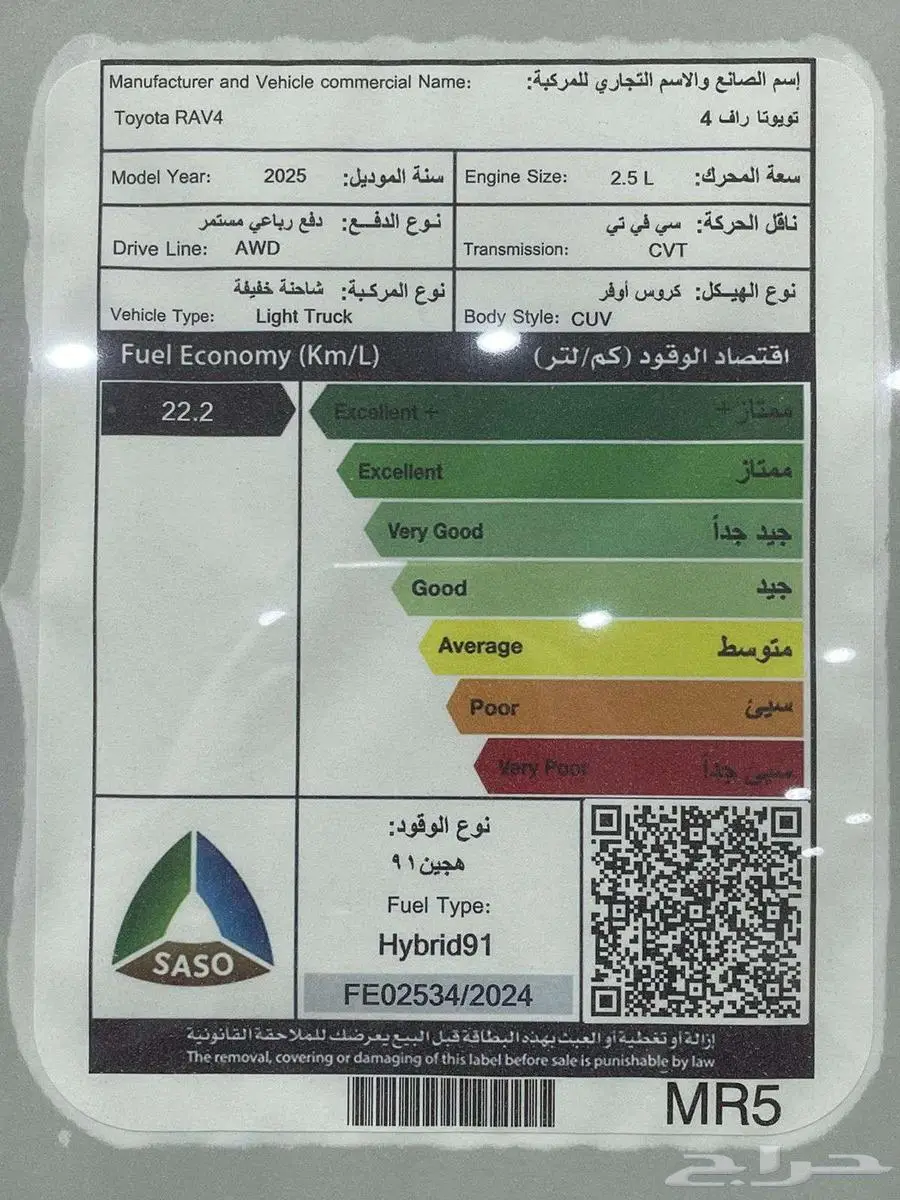 Manufacturer and Vehicle commercial Name: إسم الصانع والاسم التجاري للمركبة:
Toyota RAV4 تويوتا راف 4
Model Year: 2025 سنة الموديل:
Engine Size: 2.5 L سعة المحرك:
نوع الدفع: دفع رباعي مستمر
Drive Line: AWD
ناقل الحركة: سي في تي
Transmission: CVT
نوع المركبة: شاحنة خفيفة
Vehicle Type: Light Truck
نوع الهيكل: كروس أوفر
Body Style: CUV
Fuel Economy (Km/L) اقتصاد الوقود (كم/لتر)
22.2
Excellent + ممتاز +
Excellent ممتاز
Very Good جيد جداً
Good جيد
Average متوسط
Poor سيئ
Very Poor سيئ جداً
SASO
نوع الوقود:
هجين ٩١
Fuel Type:
Hybrid91
FE02534/2024
إزالة أو تغطية أو العبث بهذه البطاقة قبل البيع يعرضك للملاحقة القانونية
The removal, covering or damaging of this label before sale is punishable by law
MR5
حراج